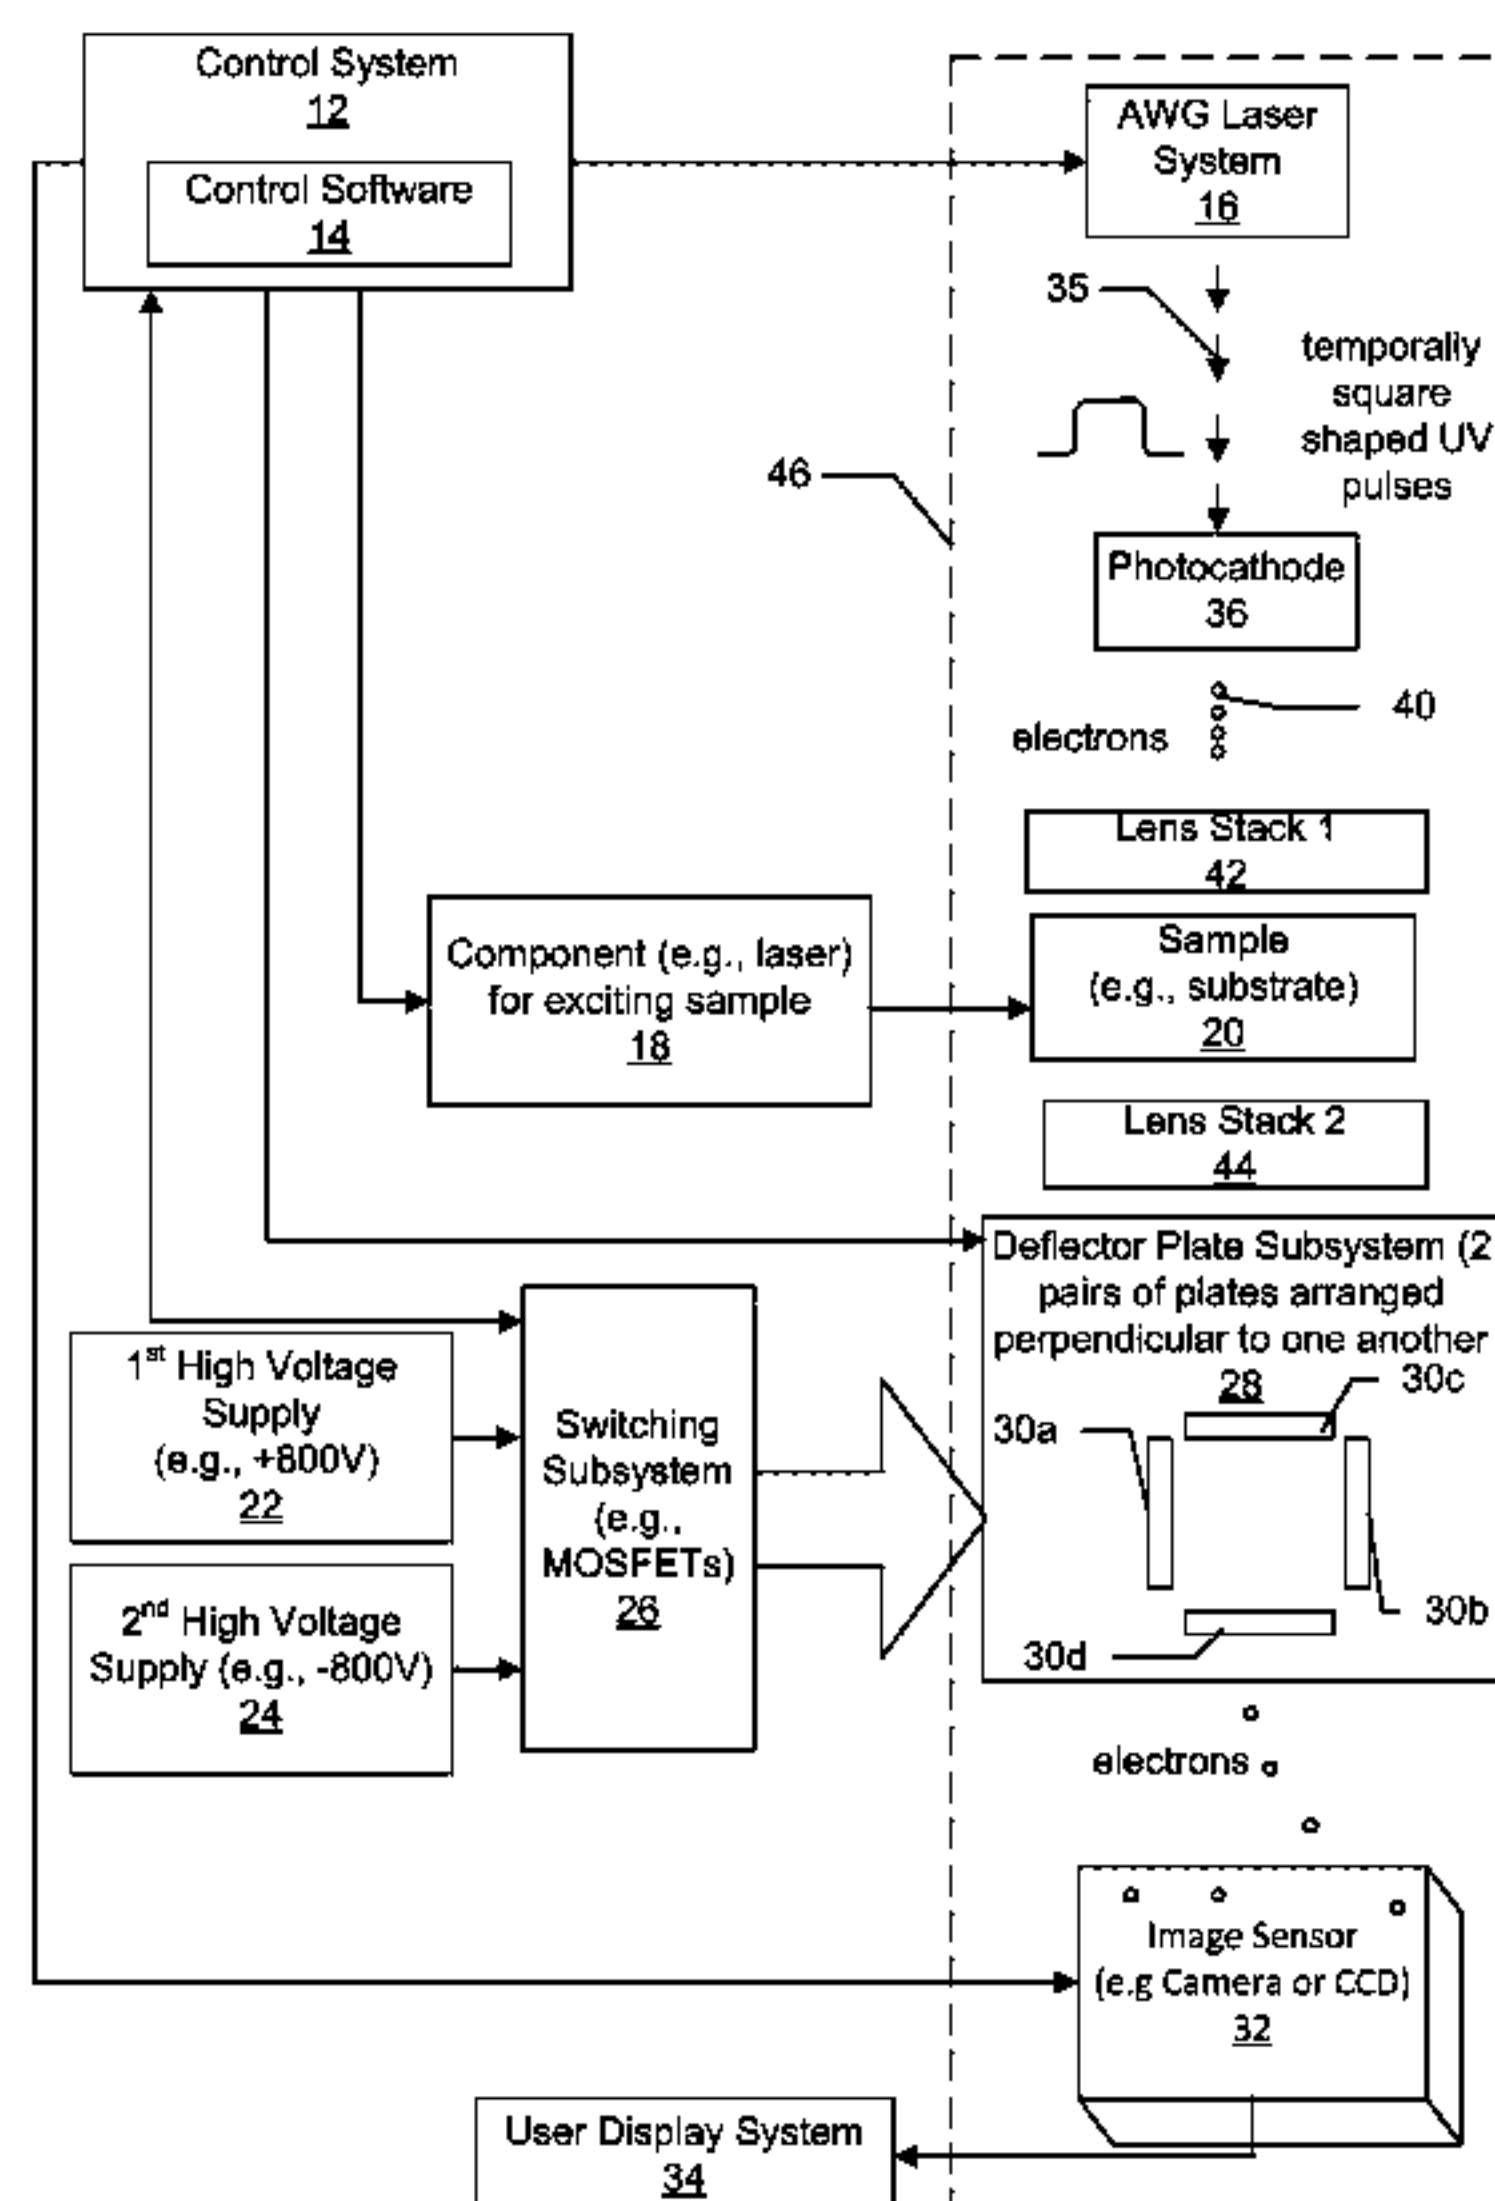 Control System
12
Control Software
14
AWG Laser
System
16
35
temporally
square
shaped UV
pulses
46
Photocathode
36
electrons
40
Lens Stack 1
42
Component (e.g., laser)
for exciting sample
18
Sample
(e.g., substrate)
20
Lens Stack 2
44
Deflector Plate Subsystem (2
pairs of plates arranged
perpendicular to one another
28
30c
30a
30b
30d
1st High Voltage
Supply
(e.g., +800V)
22
Switching
Subsystem
(e.g.,
MOSFETs)
26
2nd High Voltage
Supply (e.g., -800V)
24
electrons
Image Sensor
(e.g Camera or CCD)
32
User Display System
34